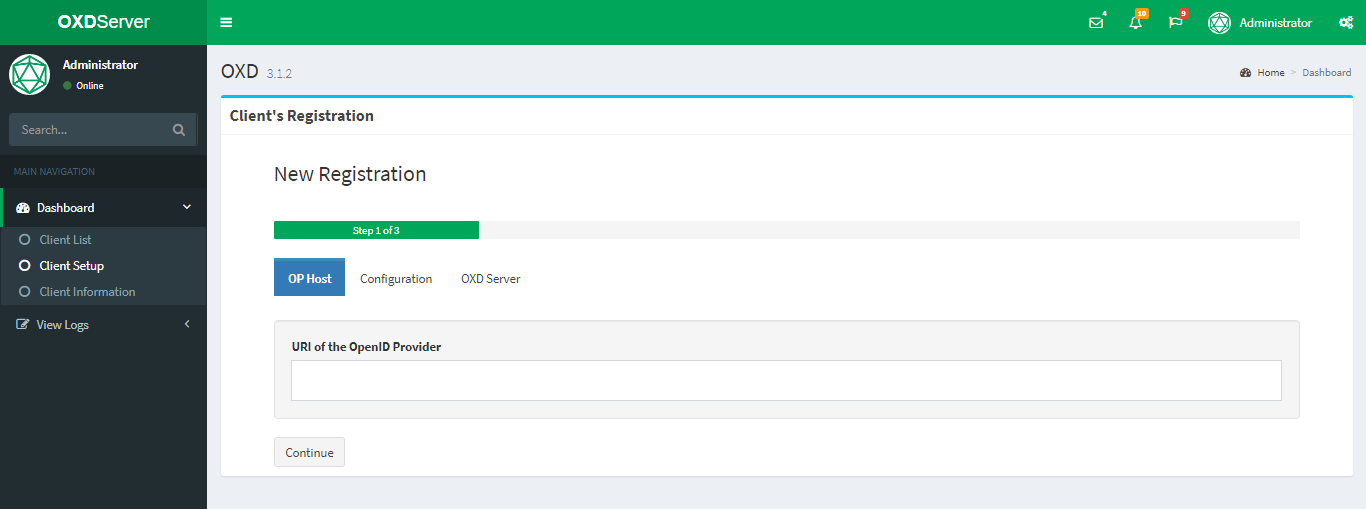 OXDServer
4
10
9
Administrator
Administrator
Online
Search...
MAIN NAVIGATION
Dashboard
Client List
Client Setup
Client Information
View Logs
OXD 3.1.2
Home > Dashboard
Client's Registration
New Registration
Step 1 of 3
OP Host Configuration OXD Server
URI of the OpenID Provider
Continue